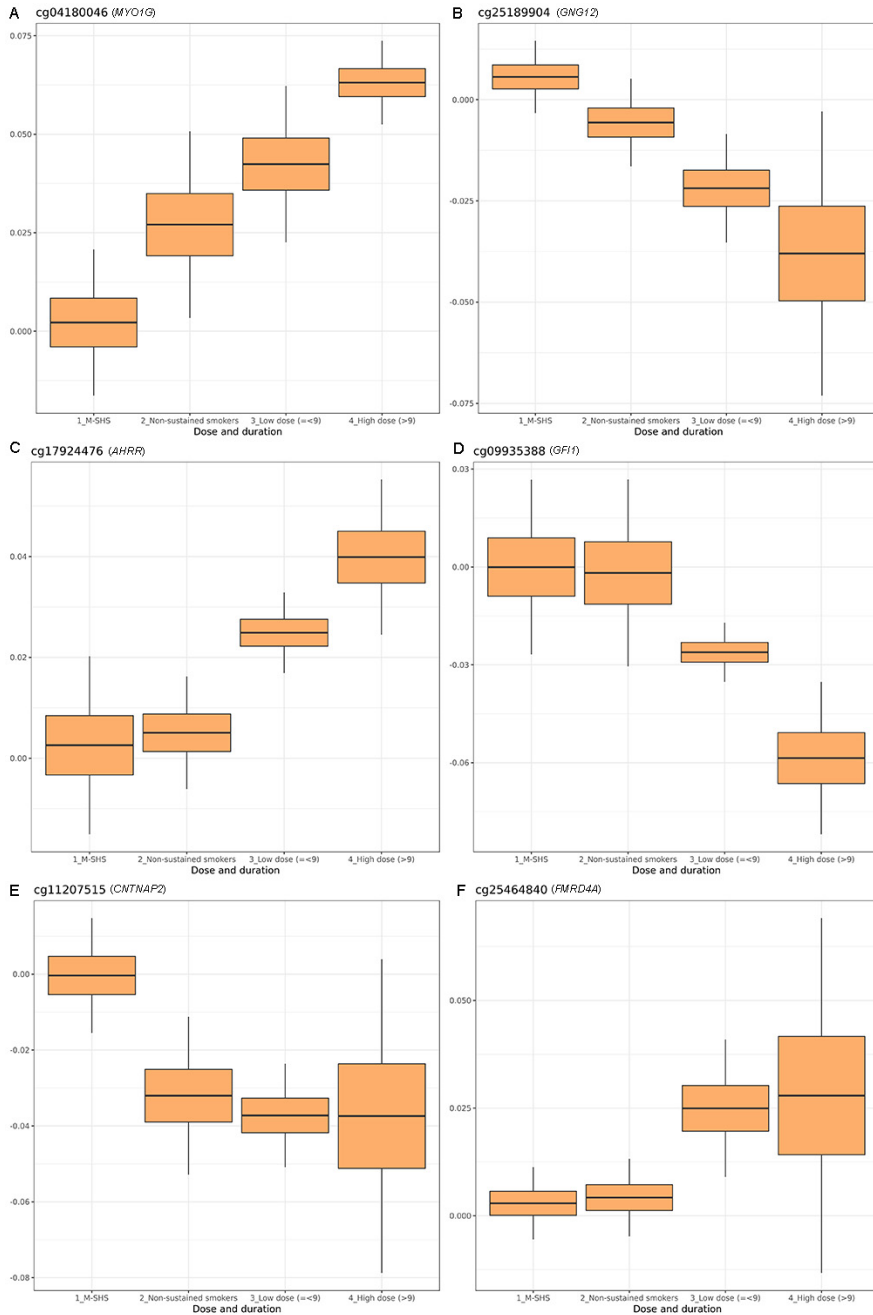 A cg04180046 (MYO1G)
0.075
0.050
0.025
0.000
1_M-SHS 2_Non-sustained smokers 3_Low dose (=<9) 4_High dose (>9)
Dose and duration
B cg25189904 (GNG12)
0.000
-0.025
-0.050
-0.075
1_M-SHS 2_Non-sustained smokers 3_Low dose (=<9) 4_High dose (>9)
Dose and duration
C cg17924476 (AHRR)
0.04
0.02
0.00
1_M-SHS 2_Non-sustained smokers 3_Low dose (=<9) 4_High dose (>9)
Dose and duration
D cg09935388 (GFI1)
0.03
0.00
-0.03
-0.06
1_M-SHS 2_Non-sustained smokers 3_Low dose (=<9) 4_High dose (>9)
Dose and duration
E cg11207515 (CNTNAP2)
0.00
-0.02
-0.04
-0.06
-0.08
1_M-SHS 2_Non-sustained smokers 3_Low dose (=<9) 4_High dose (>9)
Dose and duration
F cg25464840 (FMRD4A)
0.050
0.025
0.000
1_M-SHS 2_Non-sustained smokers 3_Low dose (=<9) 4_High dose (>9)
Dose and duration